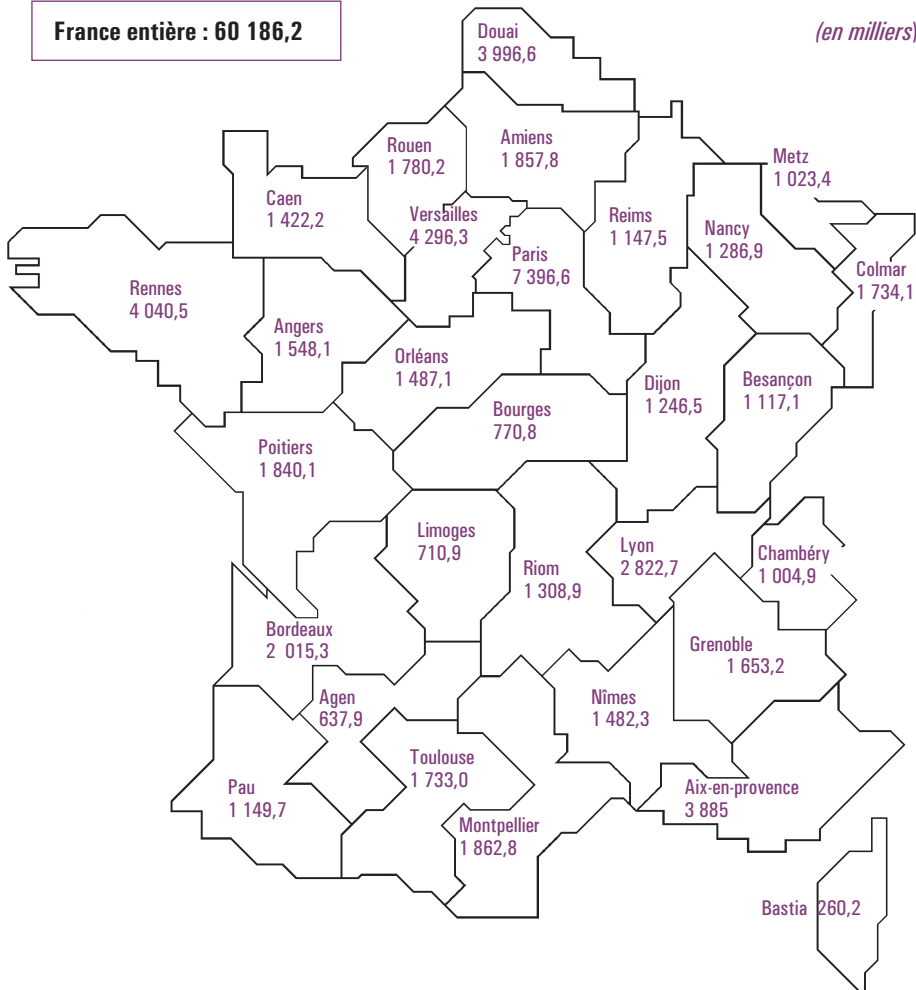 France entière : 60 186,2
(en milliers)
Douai
3 996,6
Rouen
1 780,2
Amiens
1 857,8
Metz
1 023,4
Caen
1 422,2
Versailles
4 296,3
Reims
1 147,5
Nancy
1 286,9
Paris
7 396,6
Colmar
1 734,1
Rennes
4 040,5
Angers
1 548,1
Orléans
1 487,1
Dijon
1 246,5
Besançon
1 117,1
Bourges
770,8
Poitiers
1 840,1
Limoges
710,9
Riom
1 308,9
Lyon
2 822,7
Chambéry
1 004,9
Bordeaux
2 015,3
Grenoble
1 653,2
Agen
637,9
Nîmes
1 482,3
Toulouse
1 733,0
Pau
1 149,7
Aix-en-provence
3 885
Montpellier
1 862,8
Bastia 260,2